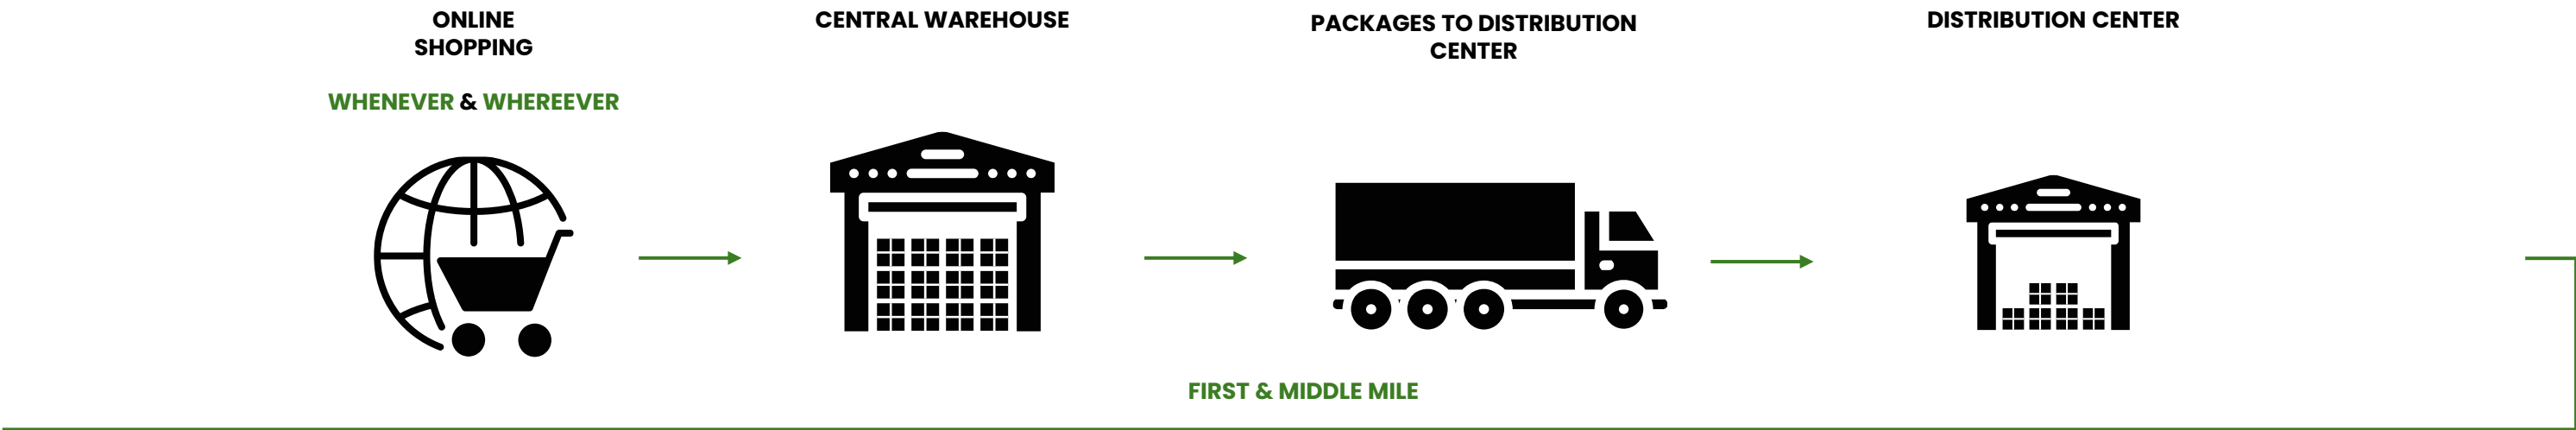 ONLINE
SHOPPING
WHENEVER & WHEREEVER
CENTRAL WAREHOUSE
PACKAGES TO DISTRIBUTION
CENTER
DISTRIBUTION CENTER
FIRST & MIDDLE MILE